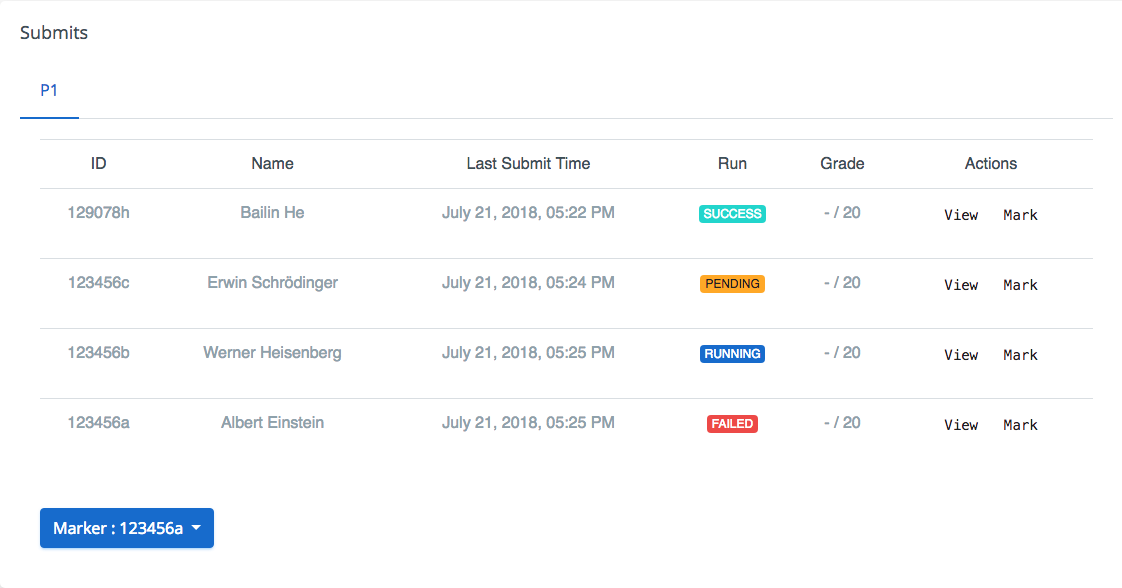 Submits
P1
ID Name Last Submit Time Run Grade Actions
129078h Bailin He July 21, 2018, 05:22 PM SUCCESS - / 20 View Mark
123456c Erwin Schrödinger July 21, 2018, 05:24 PM PENDING - / 20 View Mark
123456b Werner Heisenberg July 21, 2018, 05:25 PM RUNNING - / 20 View Mark
123456a Albert Einstein July 21, 2018, 05:25 PM FAILED - / 20 View Mark
Marker : 123456a